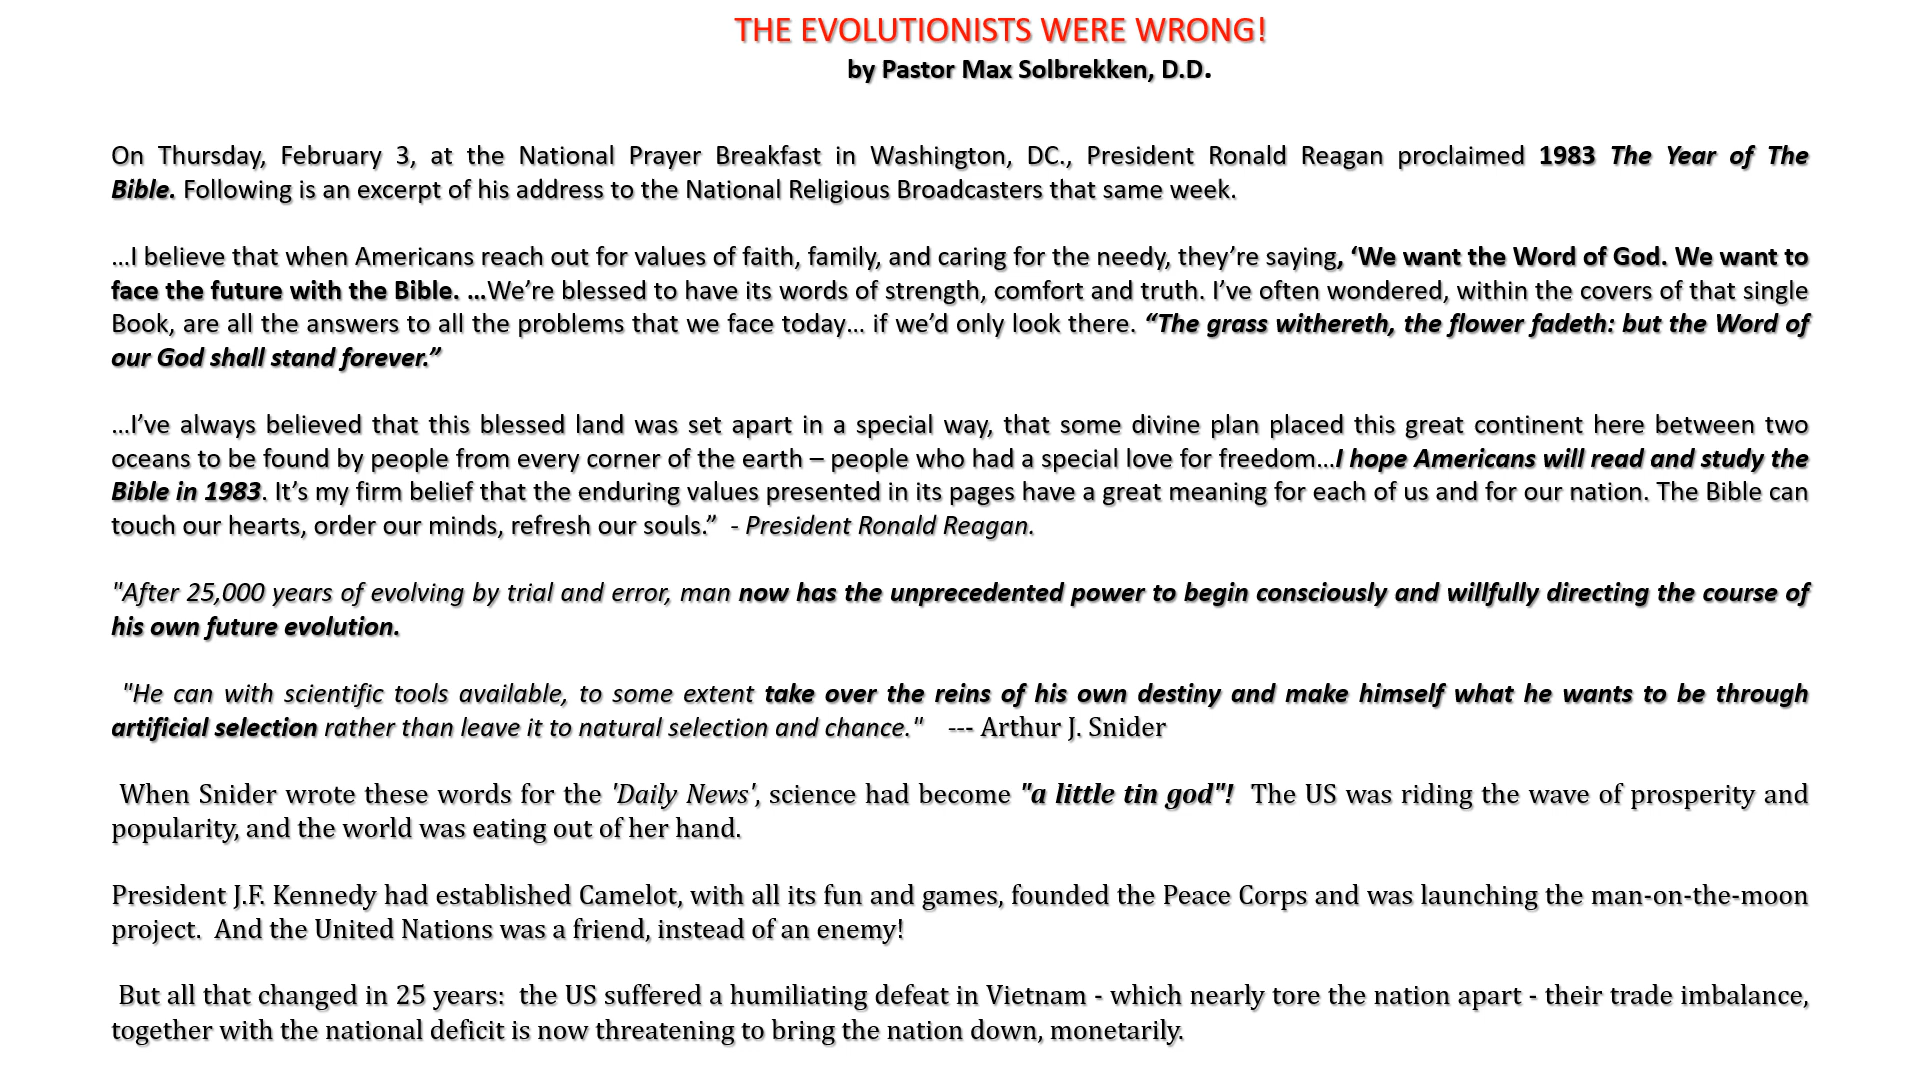 THE EVOLUTIONISTS WERE WRONG!
by Pastor Max Solbrekken, D.D.
On Thursday, February 3, at the National Prayer Breakfast in Washington, DC., President Ronald Reagan proclaimed 1983 The Year of The
Bible. Following is an excerpt of his address to the National Religious Broadcasters that same week.
…I believe that when Americans reach out for values of faith, family, and caring for the needy, they’re saying, ‘We want the Word of God. We want to
face the future with the Bible. …We’re blessed to have its words of strength, comfort and truth. I’ve often wondered, within the covers of that single
Book, are all the answers to all the problems that we face today… if we’d only look there. “The grass withereth, the flower fadeth: but the Word of
our God shall stand forever.”
…I’ve always believed that this blessed land was set apart in a special way, that some divine plan placed this great continent here between two
oceans to be found by people from every corner of the earth – people who had a special love for freedom…I hope Americans will read and study the
Bible in 1983. It’s my firm belief that the enduring values presented in its pages have a great meaning for each of us and for our nation. The Bible can
touch our hearts, order our minds, refresh our souls.” - President Ronald Reagan.
"After 25,000 years of evolving by trial and error, man now has the unprecedented power to begin consciously and willfully directing the course of
his own future evolution.
"He can with scientific tools available, to some extent take over the reins of his own destiny and make himself what he wants to be through
artificial selection rather than leave it to natural selection and chance." --- Arthur J. Snider
When Snider wrote these words for the 'Daily News', science had become "a little tin god"! The US was riding the wave of prosperity and
popularity, and the world was eating out of her hand.
President J.F. Kennedy had established Camelot, with all its fun and games, founded the Peace Corps and was launching the man-on-the-moon
project. And the United Nations was a friend, instead of an enemy!
But all that changed in 25 years: the US suffered a humiliating defeat in Vietnam - which nearly tore the nation apart - their trade imbalance,
together with the national deficit is now threatening to bring the nation down, monetarily.